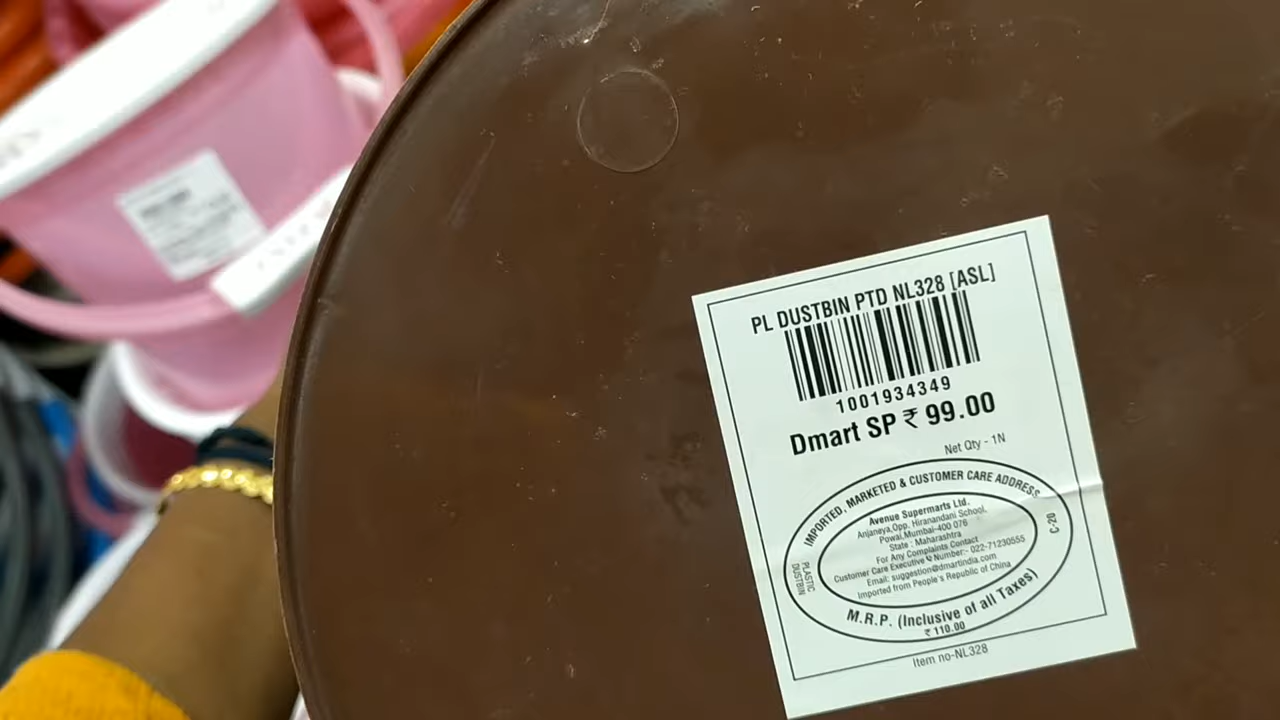 PL DUSTBIN PTD NL328 [ASL]
1001934349
Dmart SP ₹ 99.00
Net Qty - 1N
IMPORTED, MARKETED & CUSTOMER CARE ADDRESS
Avenue Supermarts Ltd.
Anjaneya,Opp. Hiranandani School,
Powai,Mumbai-400 076
State : Maharashtra
For Any Complaints Contact
Customer Care Executive Number:- 022-71230555
Email: suggestion@dmartindia.com
Imported from People's Republic of China
PLASTIC
DUSTBIN
C-20
M.R.P. (Inclusive of all Taxes)
₹ 110.00
Item no-NL328